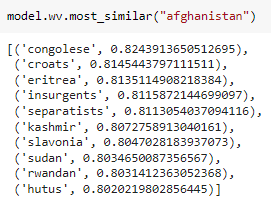 model.wv.most_similar("afghanistan")
[('congolese', 0.8243913650512695),
('croats', 0.8145443797111511),
('eritrea', 0.8135114908218384),
('insurgents', 0.8115872144699097),
('separatists', 0.8113054037094116),
('kashmir', 0.8072758913040161),
('slavonia', 0.8047028183937073),
('sudan', 0.8034650087356567),
('rwandan', 0.8031412363052368),
('hutus', 0.8020219802856445)]